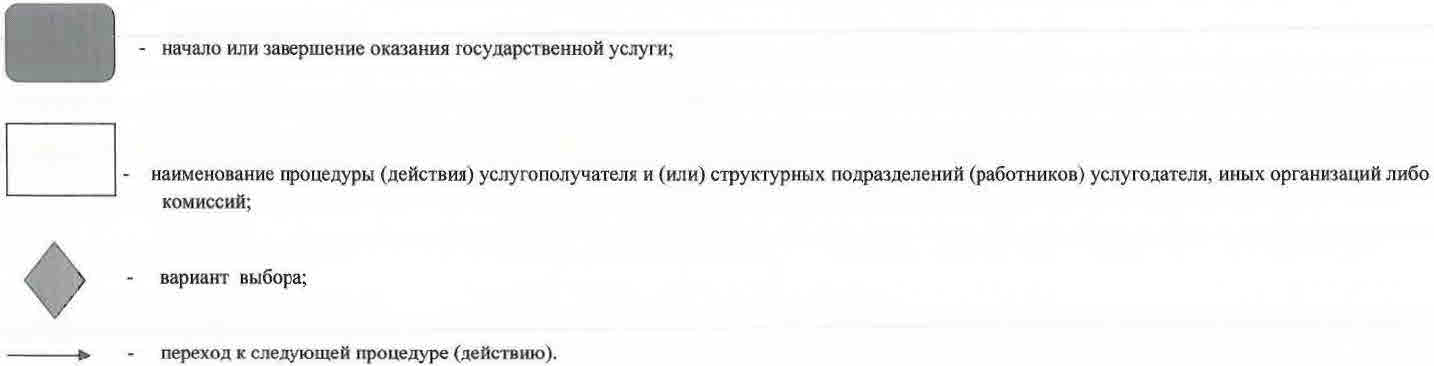 - начало или завершение оказания государственной услуги;
- наименование процедуры (действия) услугополучателя и (или) структурных подразделений (работников) услугодателя, иных организаций либо
комиссий;
- вариант выбора;
- переход к следующей процедуре (действию).